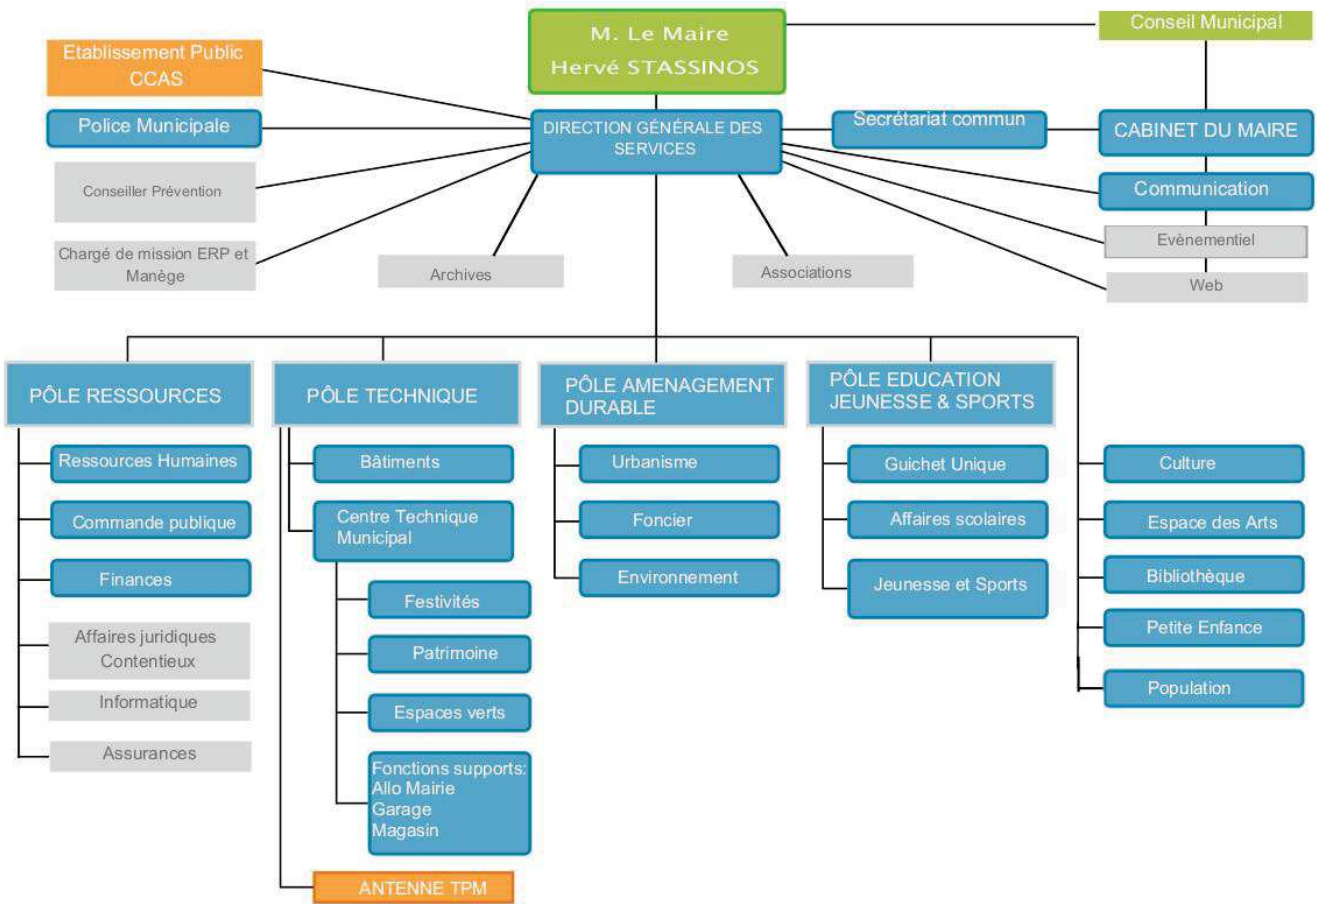 M. Le Maire
Hervé STASSINOS
Conseil Municipal
Etablissement Public
CCAS
Police Municipale
DIRECTION GÉNÉRALE DES
SERVICES
Secrétariat commun
CABINET DU MAIRE
Conseiller Prévention
Communication
Chargé de mission ERP et
Manège
Archives
Associations
Evènementiel
Web
PÔLE RESSOURCES
Ressources Humaines
Commande publique
Finances
Affaires juridiques
Contentieux
Informatique
Assurances
PÔLE TECHNIQUE
Bâtiments
Centre Technique
Municipal
Festivités
Patrimoine
Espaces verts
Fonctions supports:
Allo Mairie
Garage
Magasin
ANTENNE TPM
PÔLE AMENAGEMENT
DURABLE
Urbanisme
Foncier
Environnement
PÔLE EDUCATION
JEUNESSE & SPORTS
Guichet Unique
Affaires scolaires
Jeunesse et Sports
Culture
Espace des Arts
Bibliothèque
Petite Enfance
Population